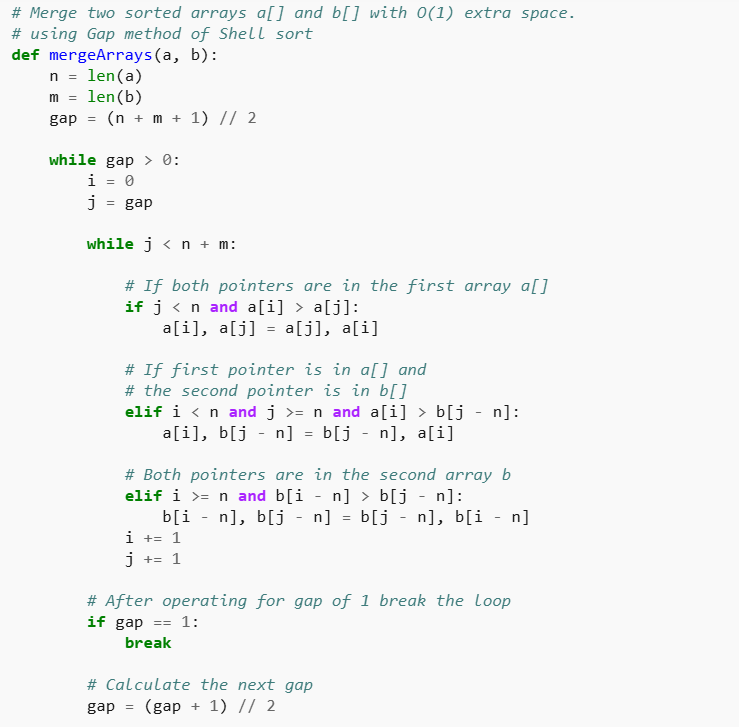 # Merge two sorted arrays a[] and b[] with O(1) extra space.
# using Gap method of Shell sort
def mergeArrays(a, b):
    n = len(a)
    m = len(b)
    gap = (n + m + 1) // 2

    while gap > 0:
        i = 0
        j = gap

        while j < n + m:

            # If both pointers are in the first array a[]
            if j < n and a[i] > a[j]:
                a[i], a[j] = a[j], a[i]

            # If first pointer is in a[] and
            # the second pointer is in b[]
            elif i < n and j >= n and a[i] > b[j - n]:
                a[i], b[j - n] = b[j - n], a[i]

            # Both pointers are in the second array b
            elif i >= n and b[i - n] > b[j - n]:
                b[i - n], b[j - n] = b[j - n], b[i - n]
            i += 1
            j += 1

        # After operating for gap of 1 break the loop
        if gap == 1:
            break

        # Calculate the next gap
        gap = (gap + 1) // 2